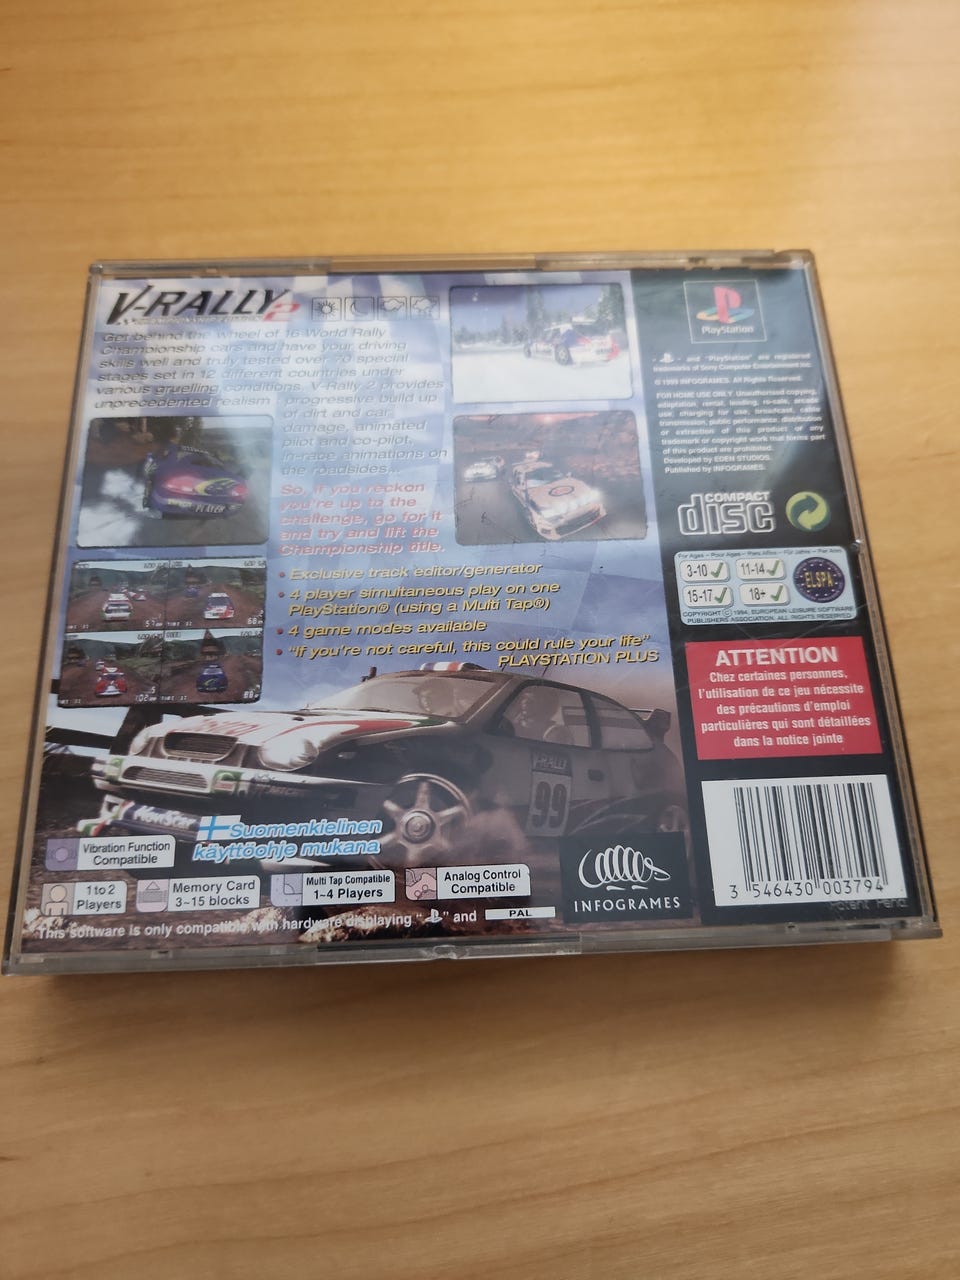 V-RALLY 2
Get behind the wheel of 16 World Rally
Championship cars and have your driving
skills well and truly tested over 70 special
stages set in 12 different countries under
various gruelling conditions. V-Rally 2 provides
unprecedented realism : progressive build up
of dirt and car
damage, animated
pilot and co-pilot,
in-race animations on
the roadsides...
So, if you reckon
you're up to the
challenge, go for it
and try and lift the
Championship title.
• Exclusive track editor/generator
• 4 player simultaneous play on one
PlayStation® (using a Multi Tap®)
• 4 game modes available
• "If you're not careful, this could rule your life"
PLAYSTATION PLUS
PLAYER
V-RALLY
99
Suomenkielinen
käyttöohje mukana
Vibration Function
Compatible
1 to 2
Players
Memory Card
3~15 blocks
Multi Tap Compatible
1~4 Players
Analog Control
Compatible
This software is only compatible with hardware displaying " " and PAL
INFOGRAMES
PlayStation
" " and "PlayStation" are registered
trademarks of Sony Computer Entertainment Inc.
© 1999 INFOGRAMES. All Rights Reserved.
FOR HOME USE ONLY. Unauthorised copying,
adaptation, rental, lending, re-sale, arcade
use, charging for use, broadcast, cable
transmission, public performance, distribution
or extraction of this product or any
trademark or copyright work that forms part
of this product are prohibited.
Developed by EDEN STUDIOS.
Published by INFOGRAMES.
COMPACT
disc
For Ages – Pour Ages – Para Años – Für Jahre – Per Anni
3-10 11-14
15-17 18+
ELSPA
COPYRIGHT © 1994, EUROPEAN LEISURE SOFTWARE
PUBLISHERS ASSOCIATION. ALL RIGHTS RESERVED
ATTENTION
Chez certaines personnes,
l'utilisation de ce jeu nécessite
des précautions d'emploi
particulières qui sont détaillées
dans la notice jointe
3 546430 003794
Patent Pend.